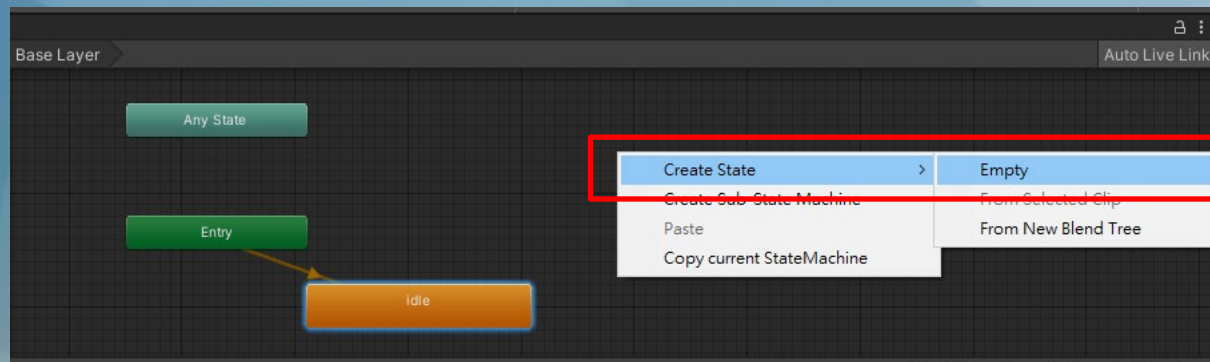 Base Layer
Auto Live Link
Any State
Create State > Empty
Create Sub-State Machine
From Selected Clip
Paste
From New Blend Tree
Copy current StateMachine
Entry
idle